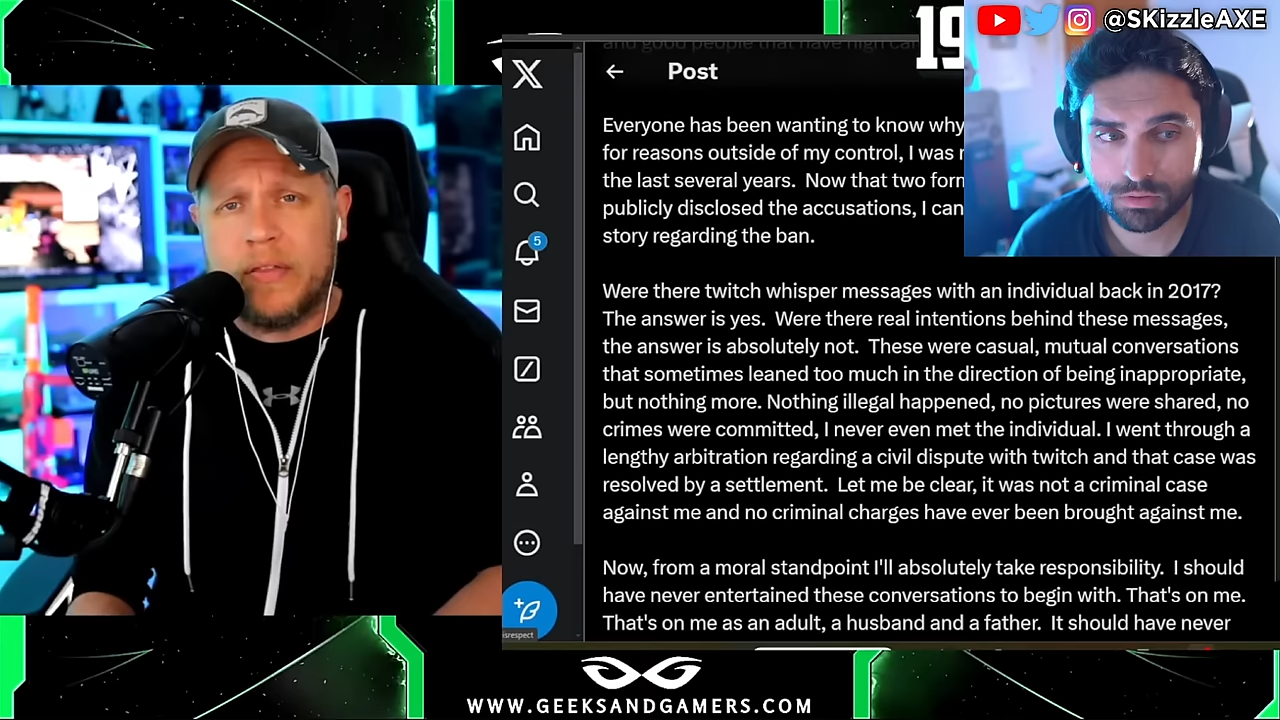 19
@SKizzleAXE
and good people that have high
Post
Everyone has been wanting to know why
for reasons outside of my control, I was
the last several years.  Now that two
publicly disclosed the accusations, I can
story regarding the ban.
Were there twitch whisper messages with an individual back in 2017?
The answer is yes.  Were there real intentions behind these messages,
the answer is absolutely not.  These were casual, mutual conversations
that sometimes leaned too much in the direction of being inappropriate,
but nothing more. Nothing illegal happened, no pictures were shared, no
crimes were committed, I never even met the individual. I went through a
lengthy arbitration regarding a civil dispute with twitch and that case was
resolved by a settlement.  Let me be clear, it was not a criminal case
against me and no criminal charges have ever been brought against me.
Now, from a moral standpoint I'll absolutely take responsibility.  I should
have never entertained these conversations to begin with. That's on me.
That's on me as an adult, a husband and a father.  It should have never
5
WWW.GEEKSANDGAMERS.COM